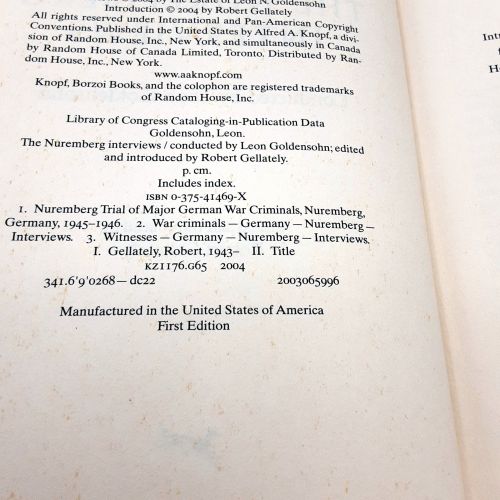 2004 by The Estate of Leon N. Goldensohn
Introduction © 2004 by Robert Gellately
All rights reserved under International and Pan-American Copyright
Conventions. Published in the United States by Alfred A. Knopf, a divi-
sion of Random House, Inc., New York, and simultaneously in Canada
by Random House of Canada Limited, Toronto. Distributed by Ran-
dom House, Inc., New York.
www.aaknopf.com
Knopf, Borzoi Books, and the colophon are registered trademarks
of Random House, Inc.
Library of Congress Cataloging-in-Publication Data
Goldensohn, Leon.
The Nuremberg interviews / conducted by Leon Goldensohn; edited
and introduced by Robert Gellately.
p. cm.
Includes index.
ISBN 0-375-41469-X
1. Nuremberg Trial of Major German War Criminals, Nuremberg,
Germany, 1945–1946. 2. War criminals — Germany — Nuremberg —
Interviews. 3. Witnesses — Germany — Nuremberg — Interviews.
I. Gellately, Robert, 1943– II. Title
KZ1176.G65 2004
341.6'9'0268 — dc22 2003065996
Manufactured in the United States of America
First Edition